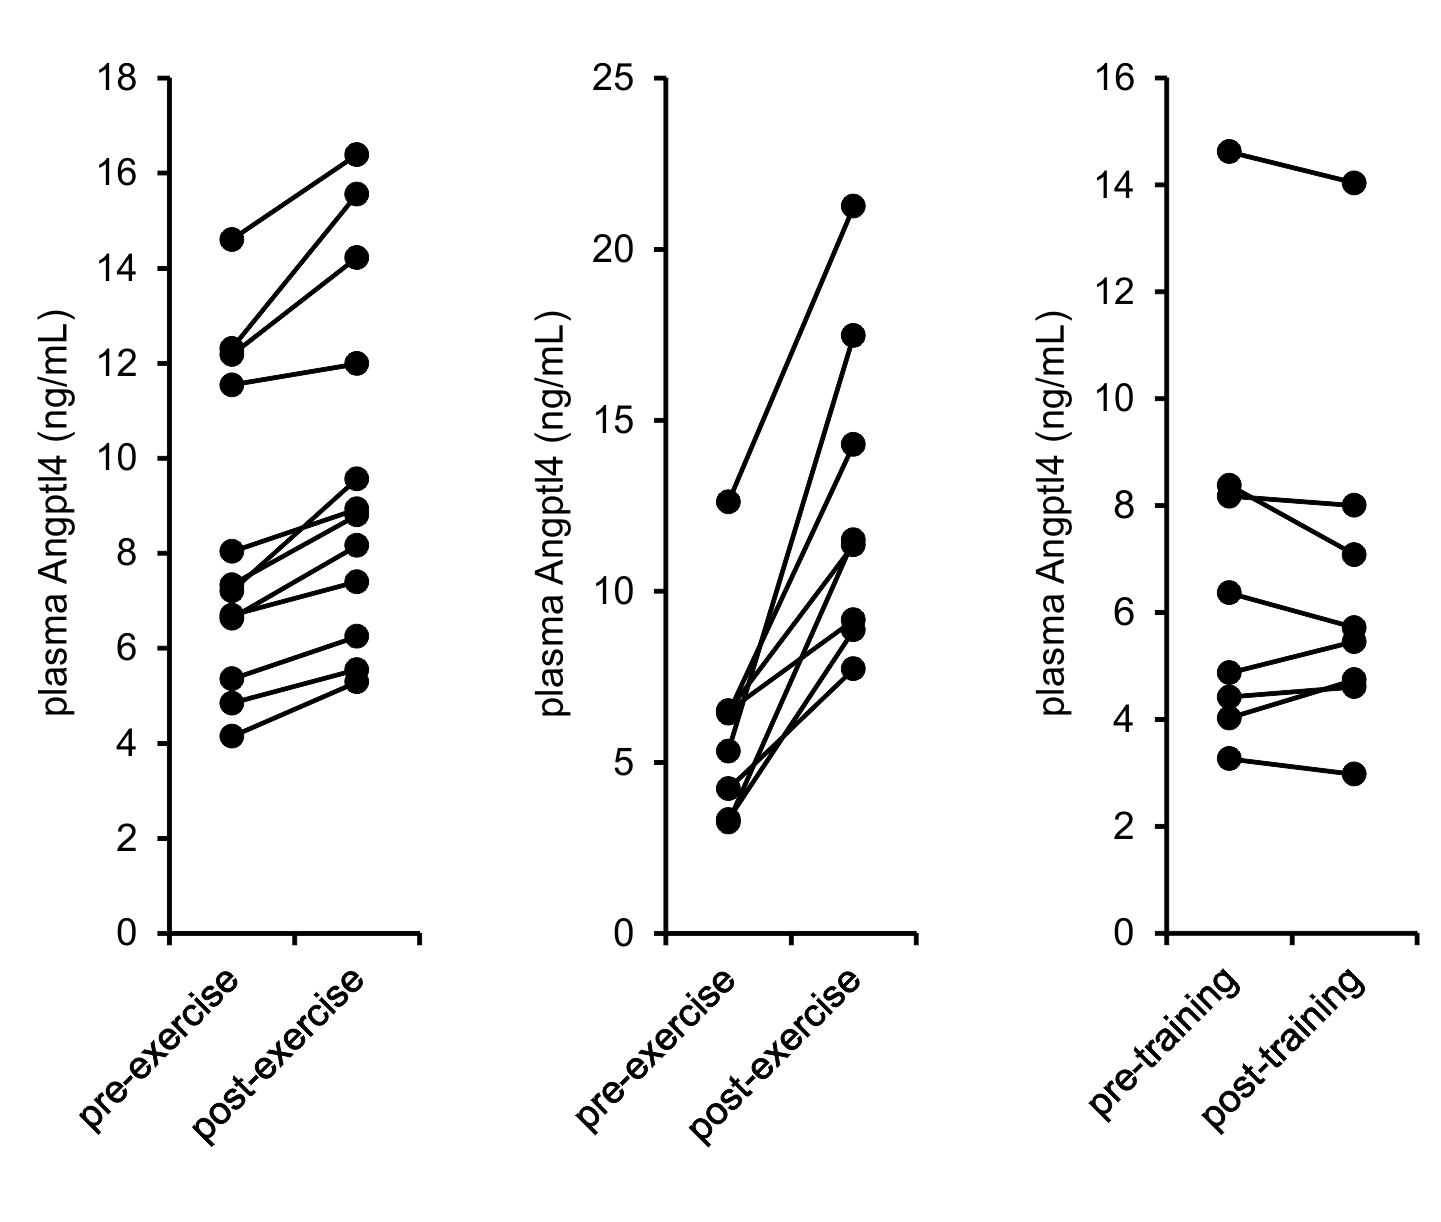 plasma Angptl4 (ng/mL)
18
16
14
12
10
8
6
4
2
0
pre-exercise
post-exercise
plasma Angptl4 (ng/mL)
25
20
15
10
5
0
pre-exercise
post-exercise
plasma Angptl4 (ng/mL)
16
14
12
10
8
6
4
2
0
pre-training
post-training